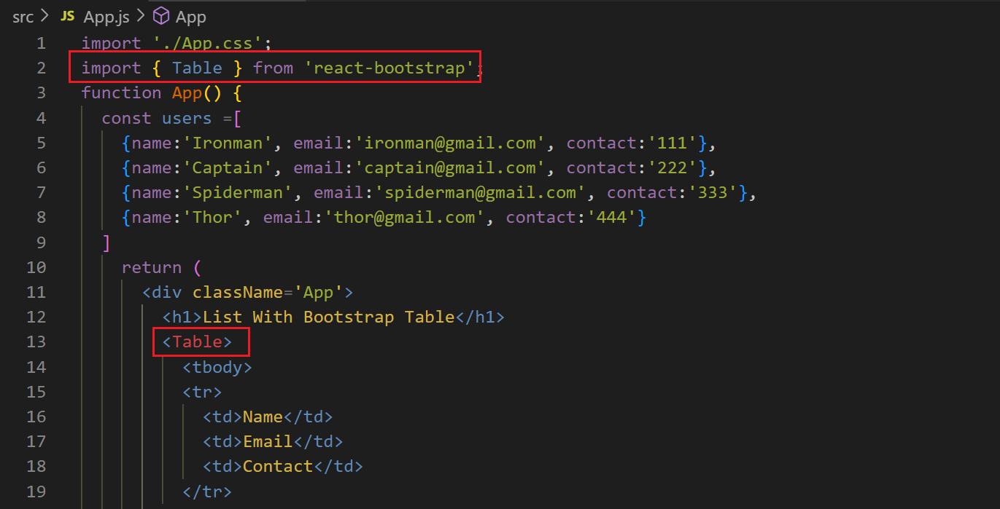 src > JS App.js > App
1 import './App.css';
2 import { Table } from 'react-bootstrap';
3 function App() {
4 const users =[
5 {name:'Ironman', email:'ironman@gmail.com', contact:'111'},
6 {name:'Captain', email:'captain@gmail.com', contact:'222'},
7 {name:'Spiderman', email:'spiderman@gmail.com', contact:'333'},
8 {name:'Thor', email:'thor@gmail.com', contact:'444'}
9 ]
10 return (
11 <div className='App'>
12 <h1>List With Bootstrap Table</h1>
13 <Table>
14 <tbody>
15 <tr>
16 <td>Name</td>
17 <td>Email</td>
18 <td>Contact</td>
19 </tr>